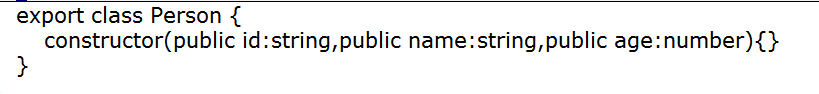 export class Person {
constructor(public id:string,public name:string,public age:number){}
}